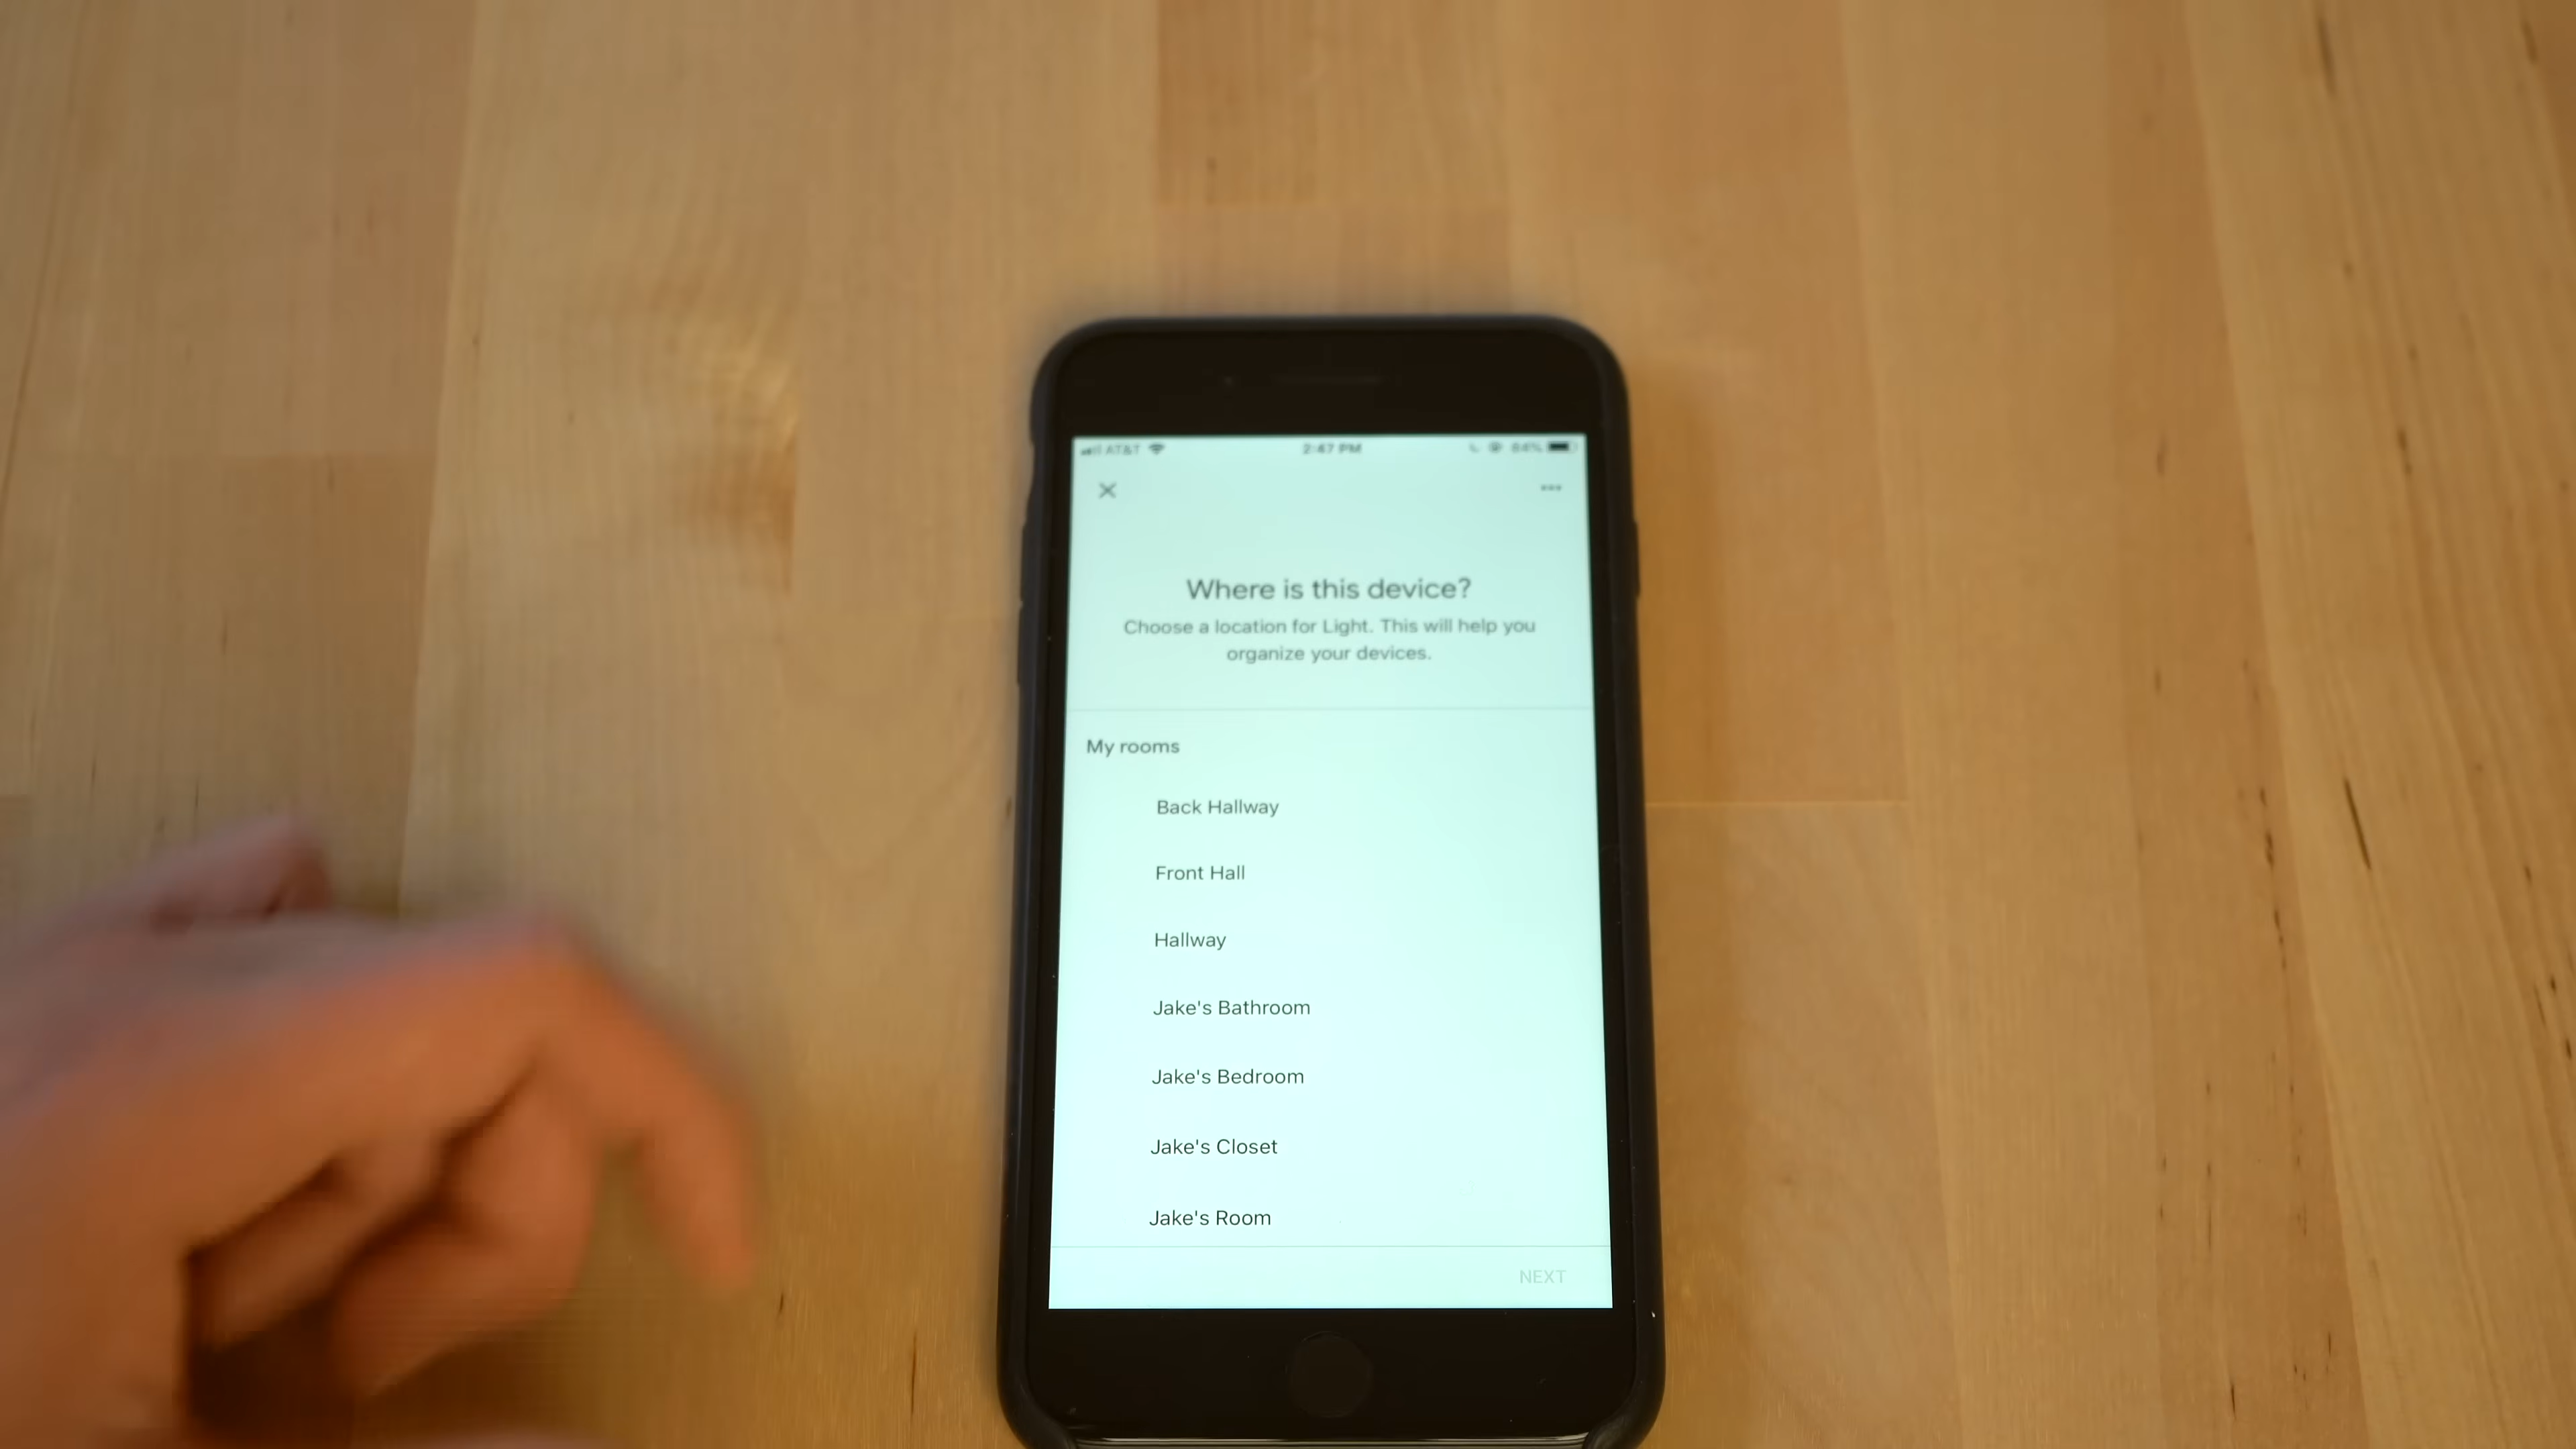 AT&T 2:47 PM 84%
Where is this device?
Choose a location for Light. This will help you
organize your devices.
My rooms
Back Hallway
Front Hall
Hallway
Jake's Bathroom
Jake's Bedroom
Jake's Closet
Jake's Room
NEXT